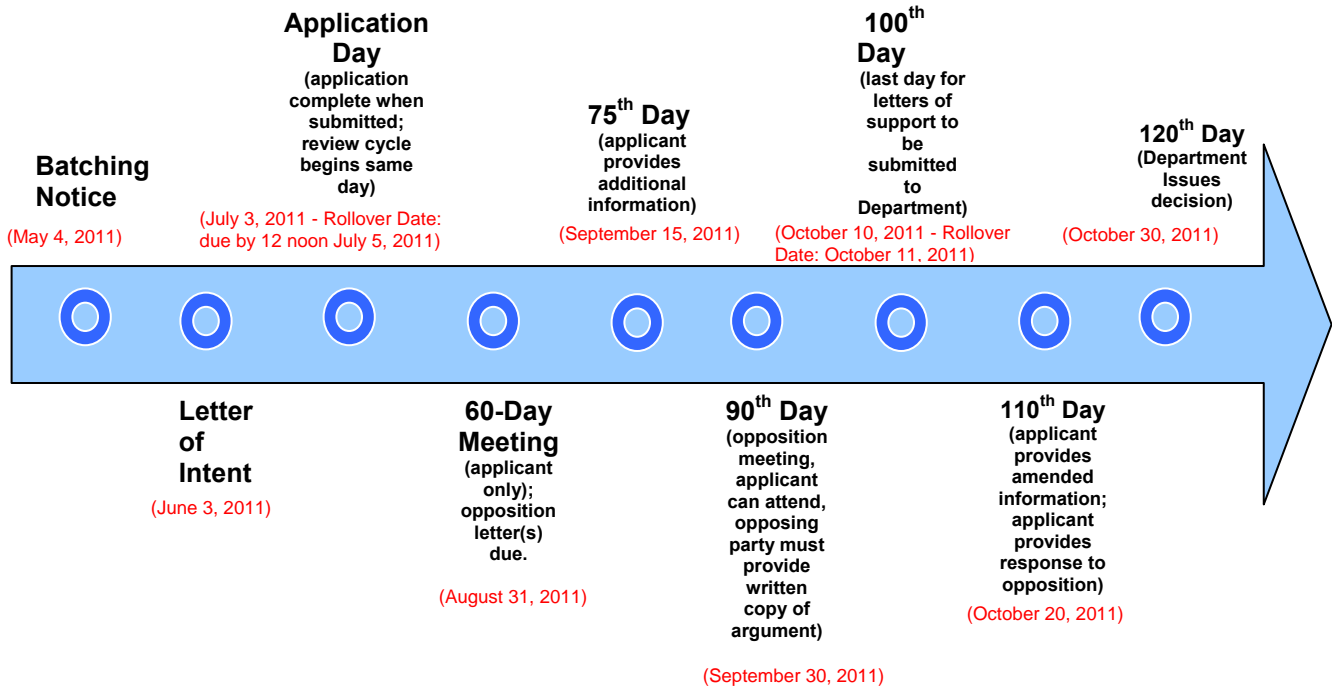 Batching
Notice
(May 4, 2011)
Letter
of
Intent
(June 3, 2011)
Application
Day
(application
complete when
submitted;
review cycle
begins same
day)
(July 3, 2011 - Rollover Date:
due by 12 noon July 5, 2011)
60-Day
Meeting
(applicant
only);
opposition
letter(s)
due.
(August 31, 2011)
75th Day
(applicant
provides
additional
information)
(September 15, 2011)
90th Day
(opposition
meeting,
applicant
can attend,
opposing
party must
provide
written
copy of
argument)
(September 30, 2011)
100th
Day
(last day for
letters of
support to
be
submitted
to
Department)
(October 10, 2011 - Rollover
Date: October 11, 2011)
110th Day
(applicant
provides
amended
information;
applicant
provides
response to
opposition)
(October 20, 2011)
120th Day
(Department
Issues
decision)
(October 30, 2011)